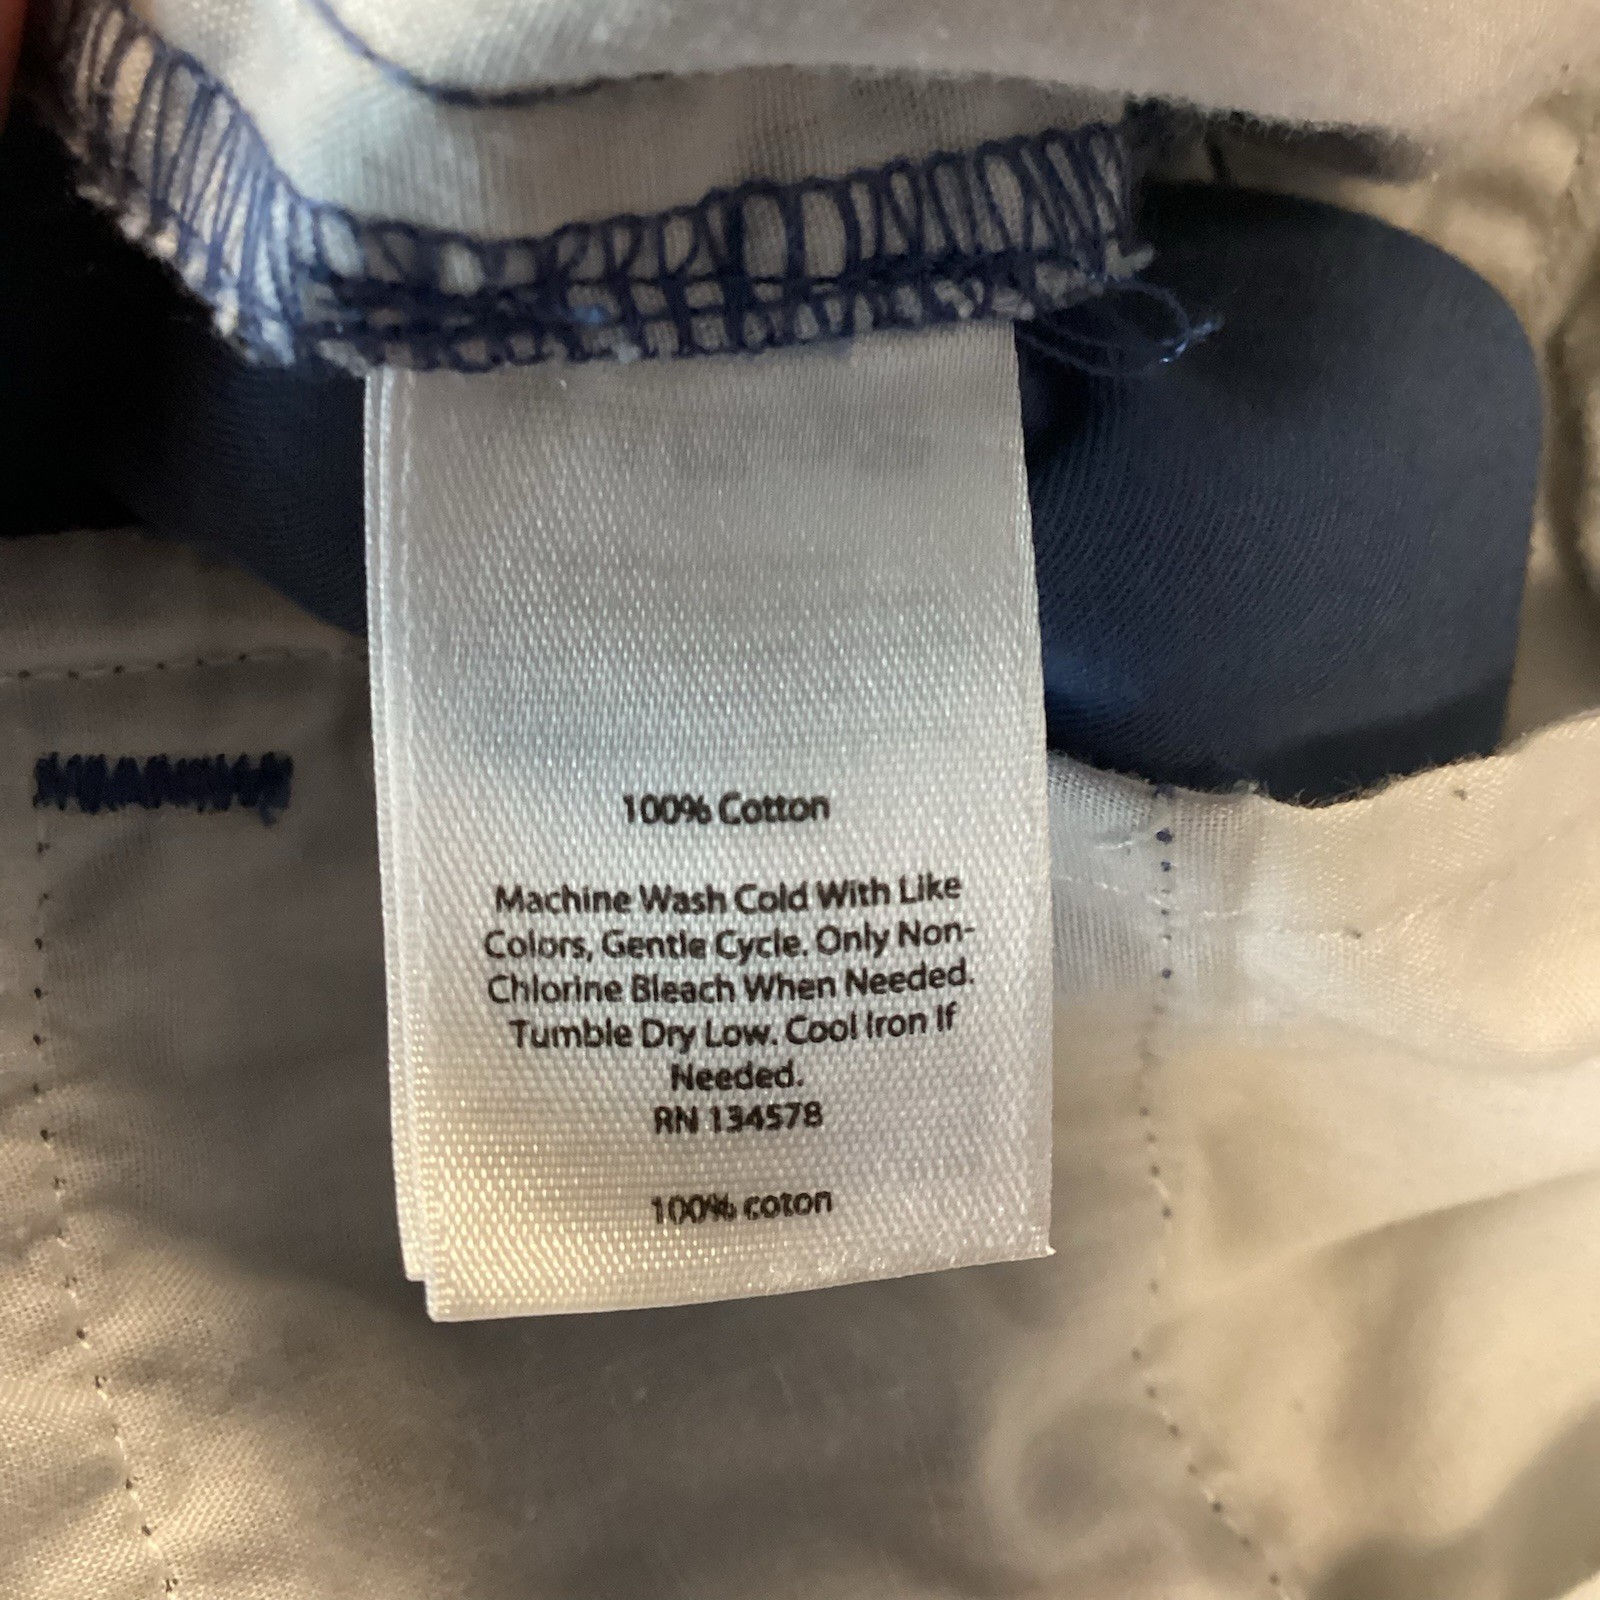 100% Cotton
Machine Wash Cold With Like
Colors, Gentle Cycle. Only Non-
Chlorine Bleach When Needed.
Tumble Dry Low. Cool Iron If
Needed.
RN 134578
100% coton